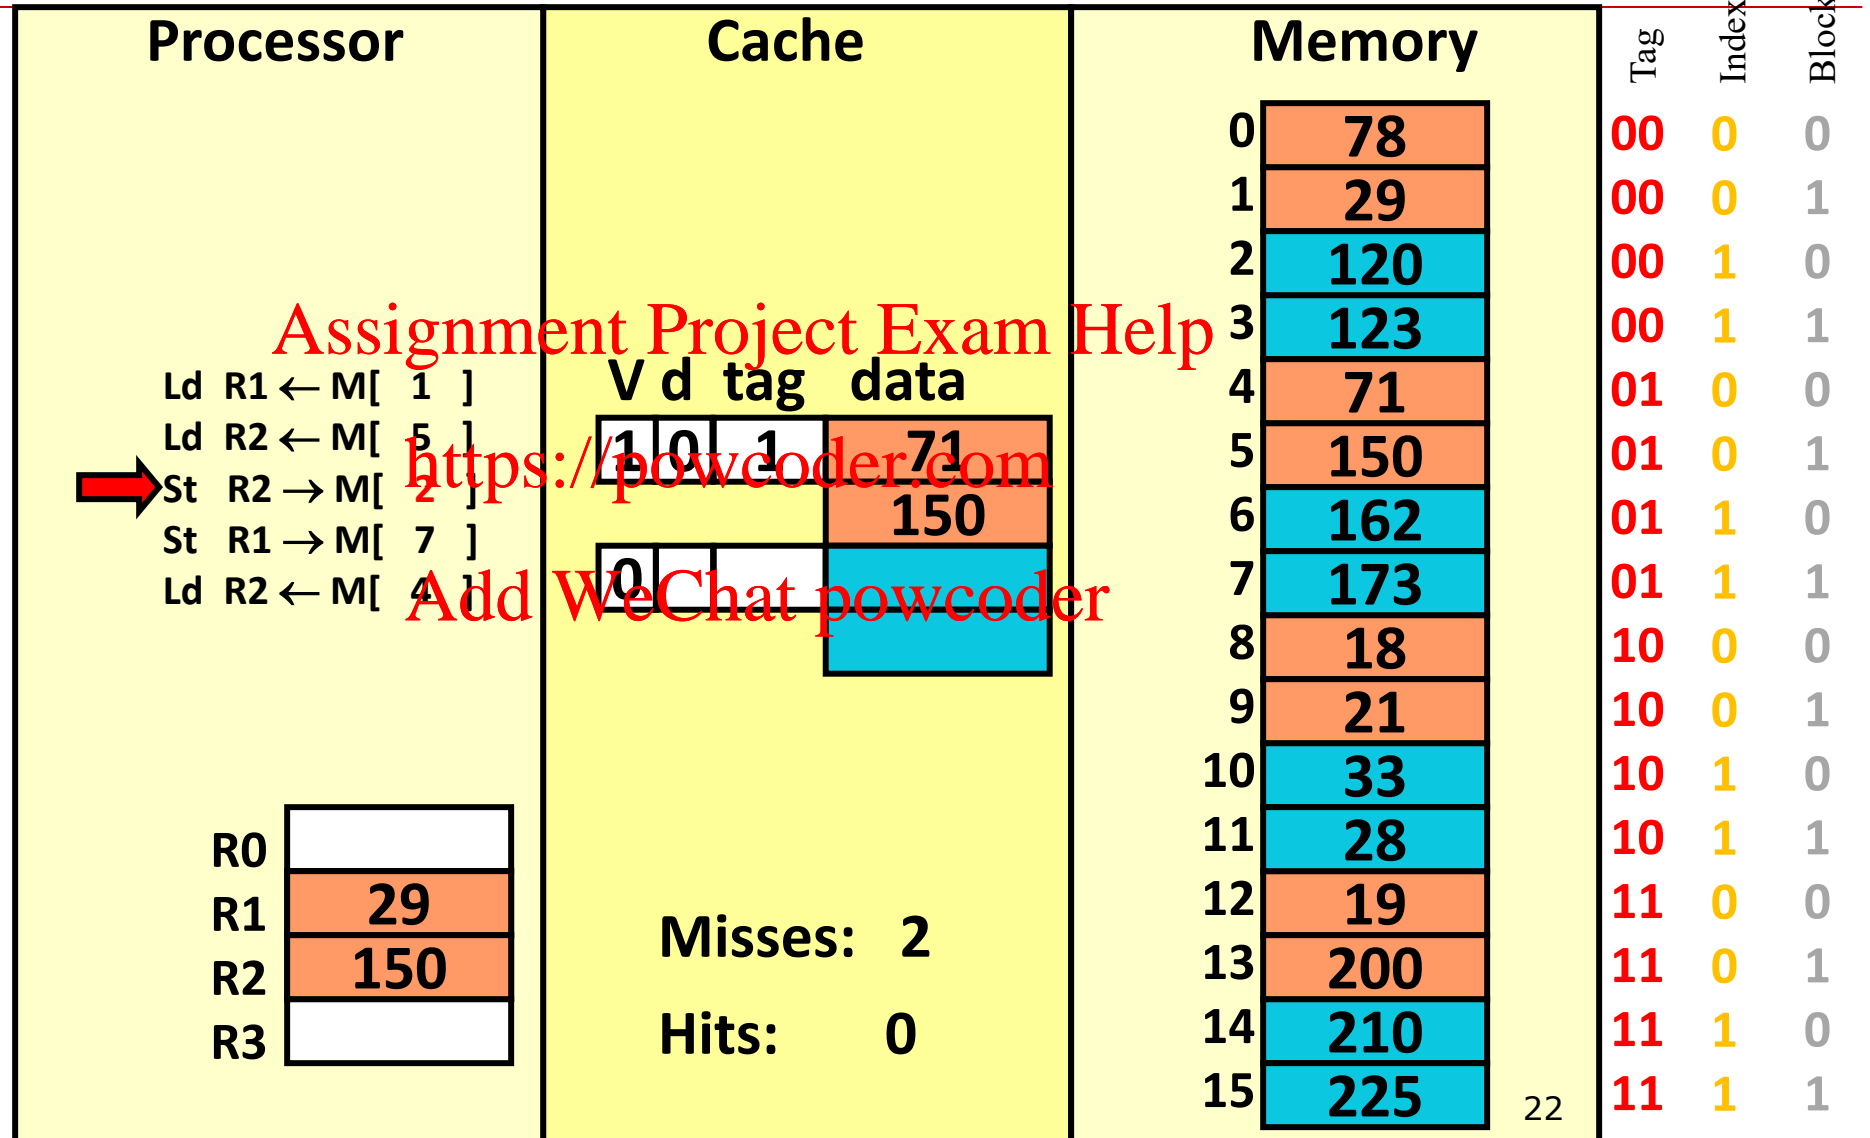 Processor
Cache
Memory
Tag
Index
Block
0 78 00 0 0
1 29 00 0 1
2 120 00 1 0
3 123 00 1 1
4 71 01 0 0
5 150 01 0 1
6 162 01 1 0
7 173 01 1 1
8 18 10 0 0
9 21 10 0 1
10 33 10 1 0
11 28 10 1 1
12 19 11 0 0
13 200 11 0 1
14 210 11 1 0
15 225 11 1 1
Assignment Project Exam Help
https://powcoder.com
Add WeChat powcoder
Ld R1 ← M[ 1 ]
Ld R2 ← M[ 5 ]
St R2 → M[ 2 ]
St R1 → M[ 7 ]
Ld R2 ← M[ 4 ]
V d tag data
1 0 1 71
150
0
R0
R1 29
R2 150
R3
Misses: 2
Hits: 0
22